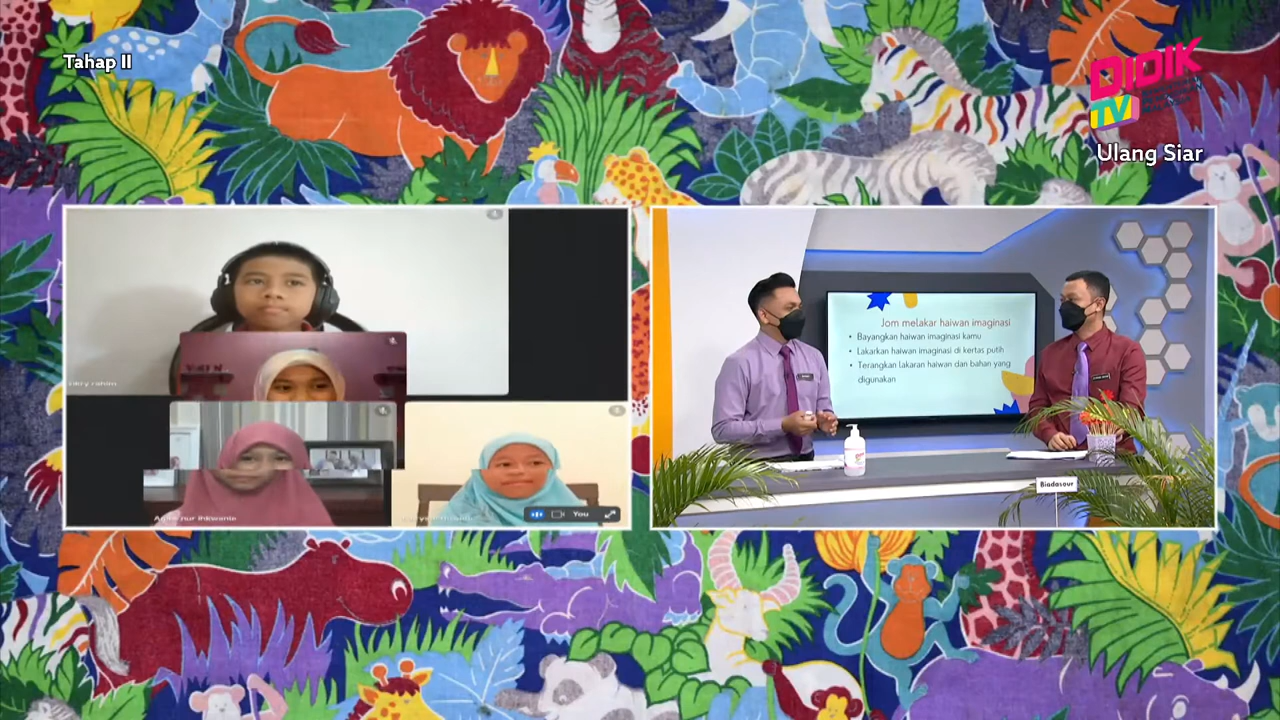 Tahap II
DIDIK
TV
Ulang Siar
Jom melakar haiwan imaginasi
• Bayangkan haiwan imaginasi kamu
• Lakarkan haiwan imaginasi di kertas putih
• Terangkan lakaran haiwan dan bahan yang
digunakan
You
Biadasour